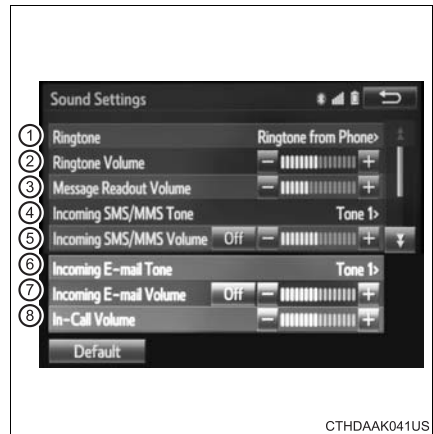 Sound Settings
1 Ringtone Ringtone from Phone>
2 Ringtone Volume - +
3 Message Readout Volume - +
4 Incoming SMS/MMS Tone Tone 1>
5 Incoming SMS/MMS Volume Off - +
6 Incoming E-mail Tone Tone 1>
7 Incoming E-mail Volume Off - +
8 In-Call Volume - +
Default
CTHDAAK041US